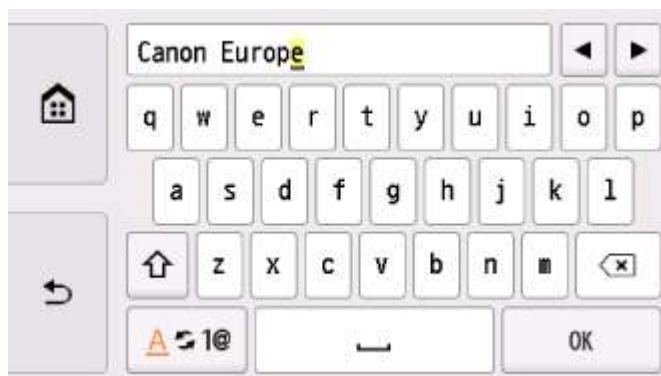 Canon Europe
q w e r t y u i o p
a s d f g h j k l
z x c v b n m
A 1@ OK